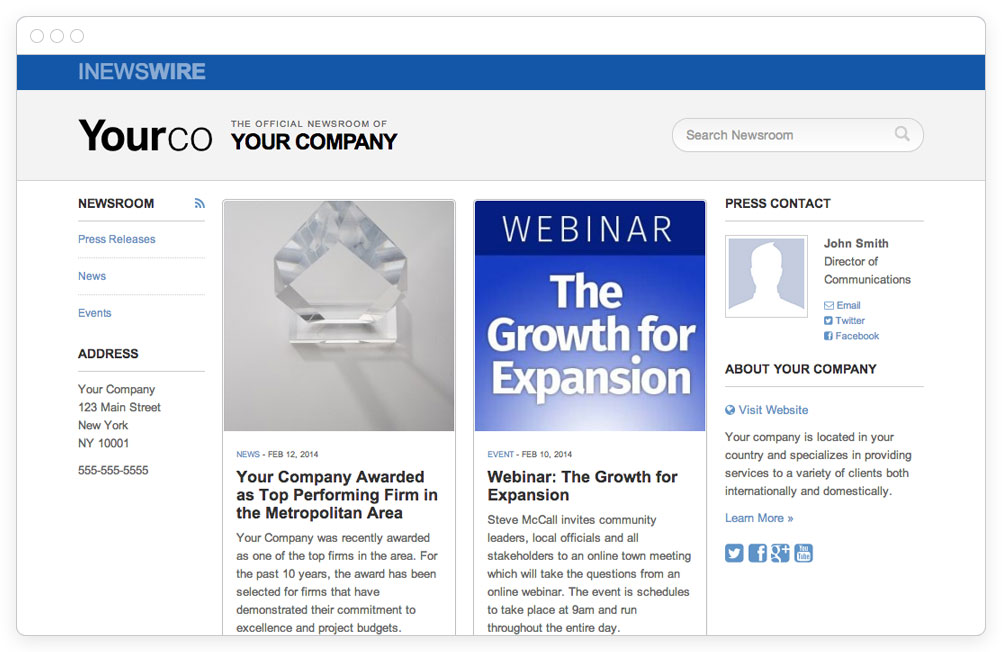 INEWSWIRE
Yourco
THE OFFICIAL NEWSROOM OF
YOUR COMPANY
Search Newsroom
NEWSROOM
Press Releases
News
Events
ADDRESS
Your Company
123 Main Street
New York
NY 10001
555-555-5555
NEWS - FEB 12, 2014
Your Company Awarded
as Top Performing Firm in
the Metropolitan Area
Your Company was recently awarded
as one of the top firms in the area. For
the past 10 years, the award has been
selected for firms that have
demonstrated their commitment to
excellence and project budgets.
WEBINAR
The
Growth for
Expansion
EVENT - FEB 10, 2014
Webinar: The Growth for
Expansion
Steve McCall invites community
leaders, local officials and all
stakeholders to an online town meeting
which will take the questions from an
online webinar. The event is schedules
to take place at 9am and run
throughout the entire day.
PRESS CONTACT
John Smith
Director of
Communications
Email
Twitter
Facebook
ABOUT YOUR COMPANY
Visit Website
Your company is located in your
country and specializes in providing
services to a variety of clients both
internationally and domestically.
Learn More »
You
Tube